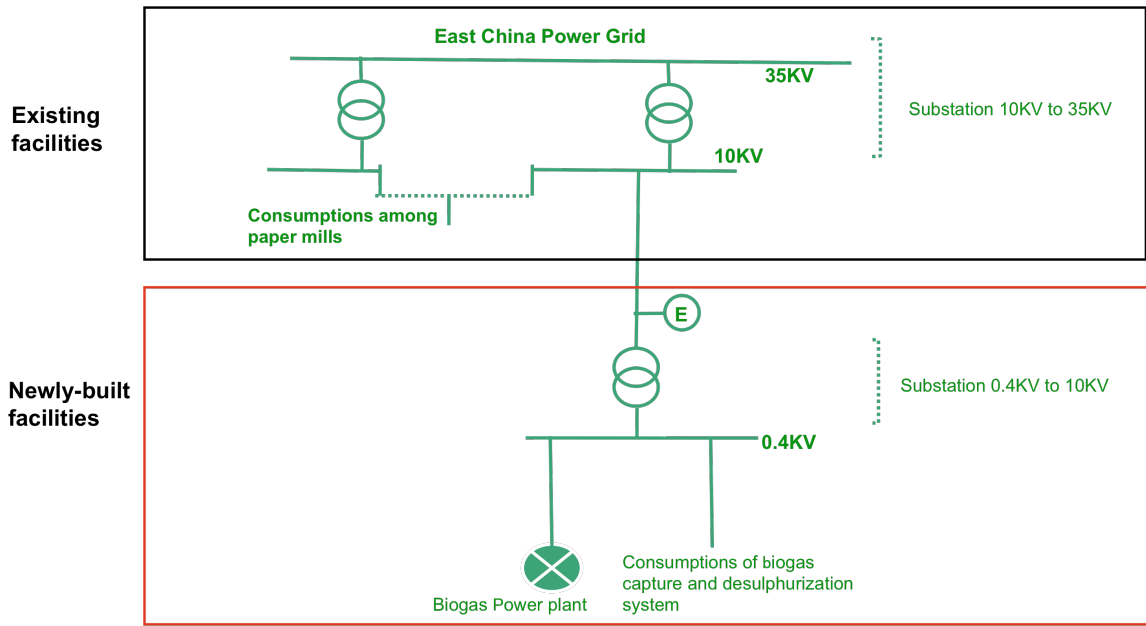 East China Power Grid
35KV
Existing
facilities
Substation 10KV to 35KV
10KV
Consumptions among
paper mills
E
Newly-built
facilities
Substation 0.4KV to 10KV
0.4KV
Consumptions of biogas
capture and desulphurization
system
Biogas Power plant